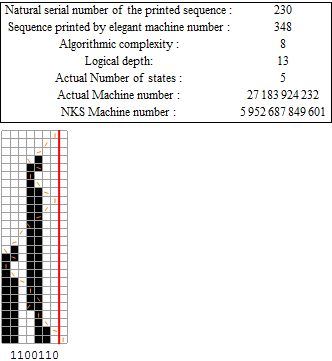 Natural serial number of the printed sequence : 230
Sequence printed by elegant machine number : 348
Algorithmic complexity : 8
Logical depth: 13
Actual Number of states : 5
Actual Machine number : 27 183 924 232
NKS Machine number : 5 952 687 849 601
1100110